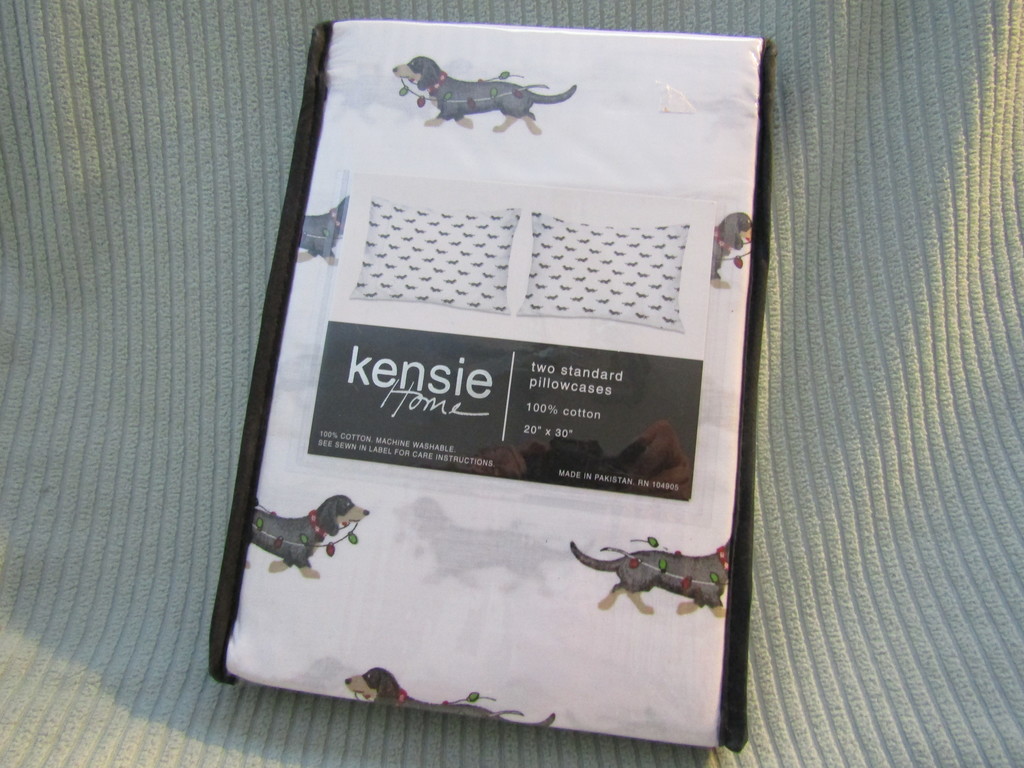 kensie
Home
two standard
pillowcases
100% cotton
20" x 30"
100% COTTON. MACHINE WASHABLE.
SEE SEWN IN LABEL FOR CARE INSTRUCTIONS.
MADE IN PAKISTAN. RN 104905